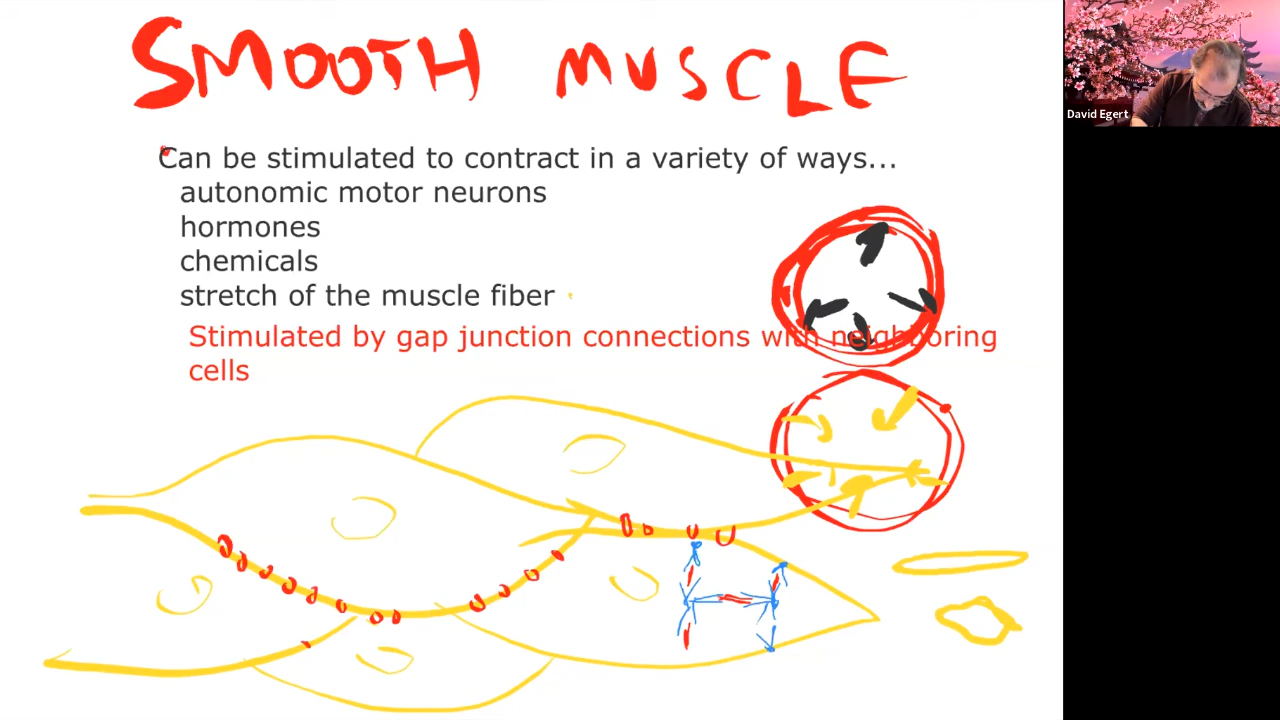 SMOOTH MUSCLE
Can be stimulated to contract in a variety of ways...
autonomic motor neurons
hormones
chemicals
stretch of the muscle fiber
Stimulated by gap junction connections with neighboring
cells
David Egert